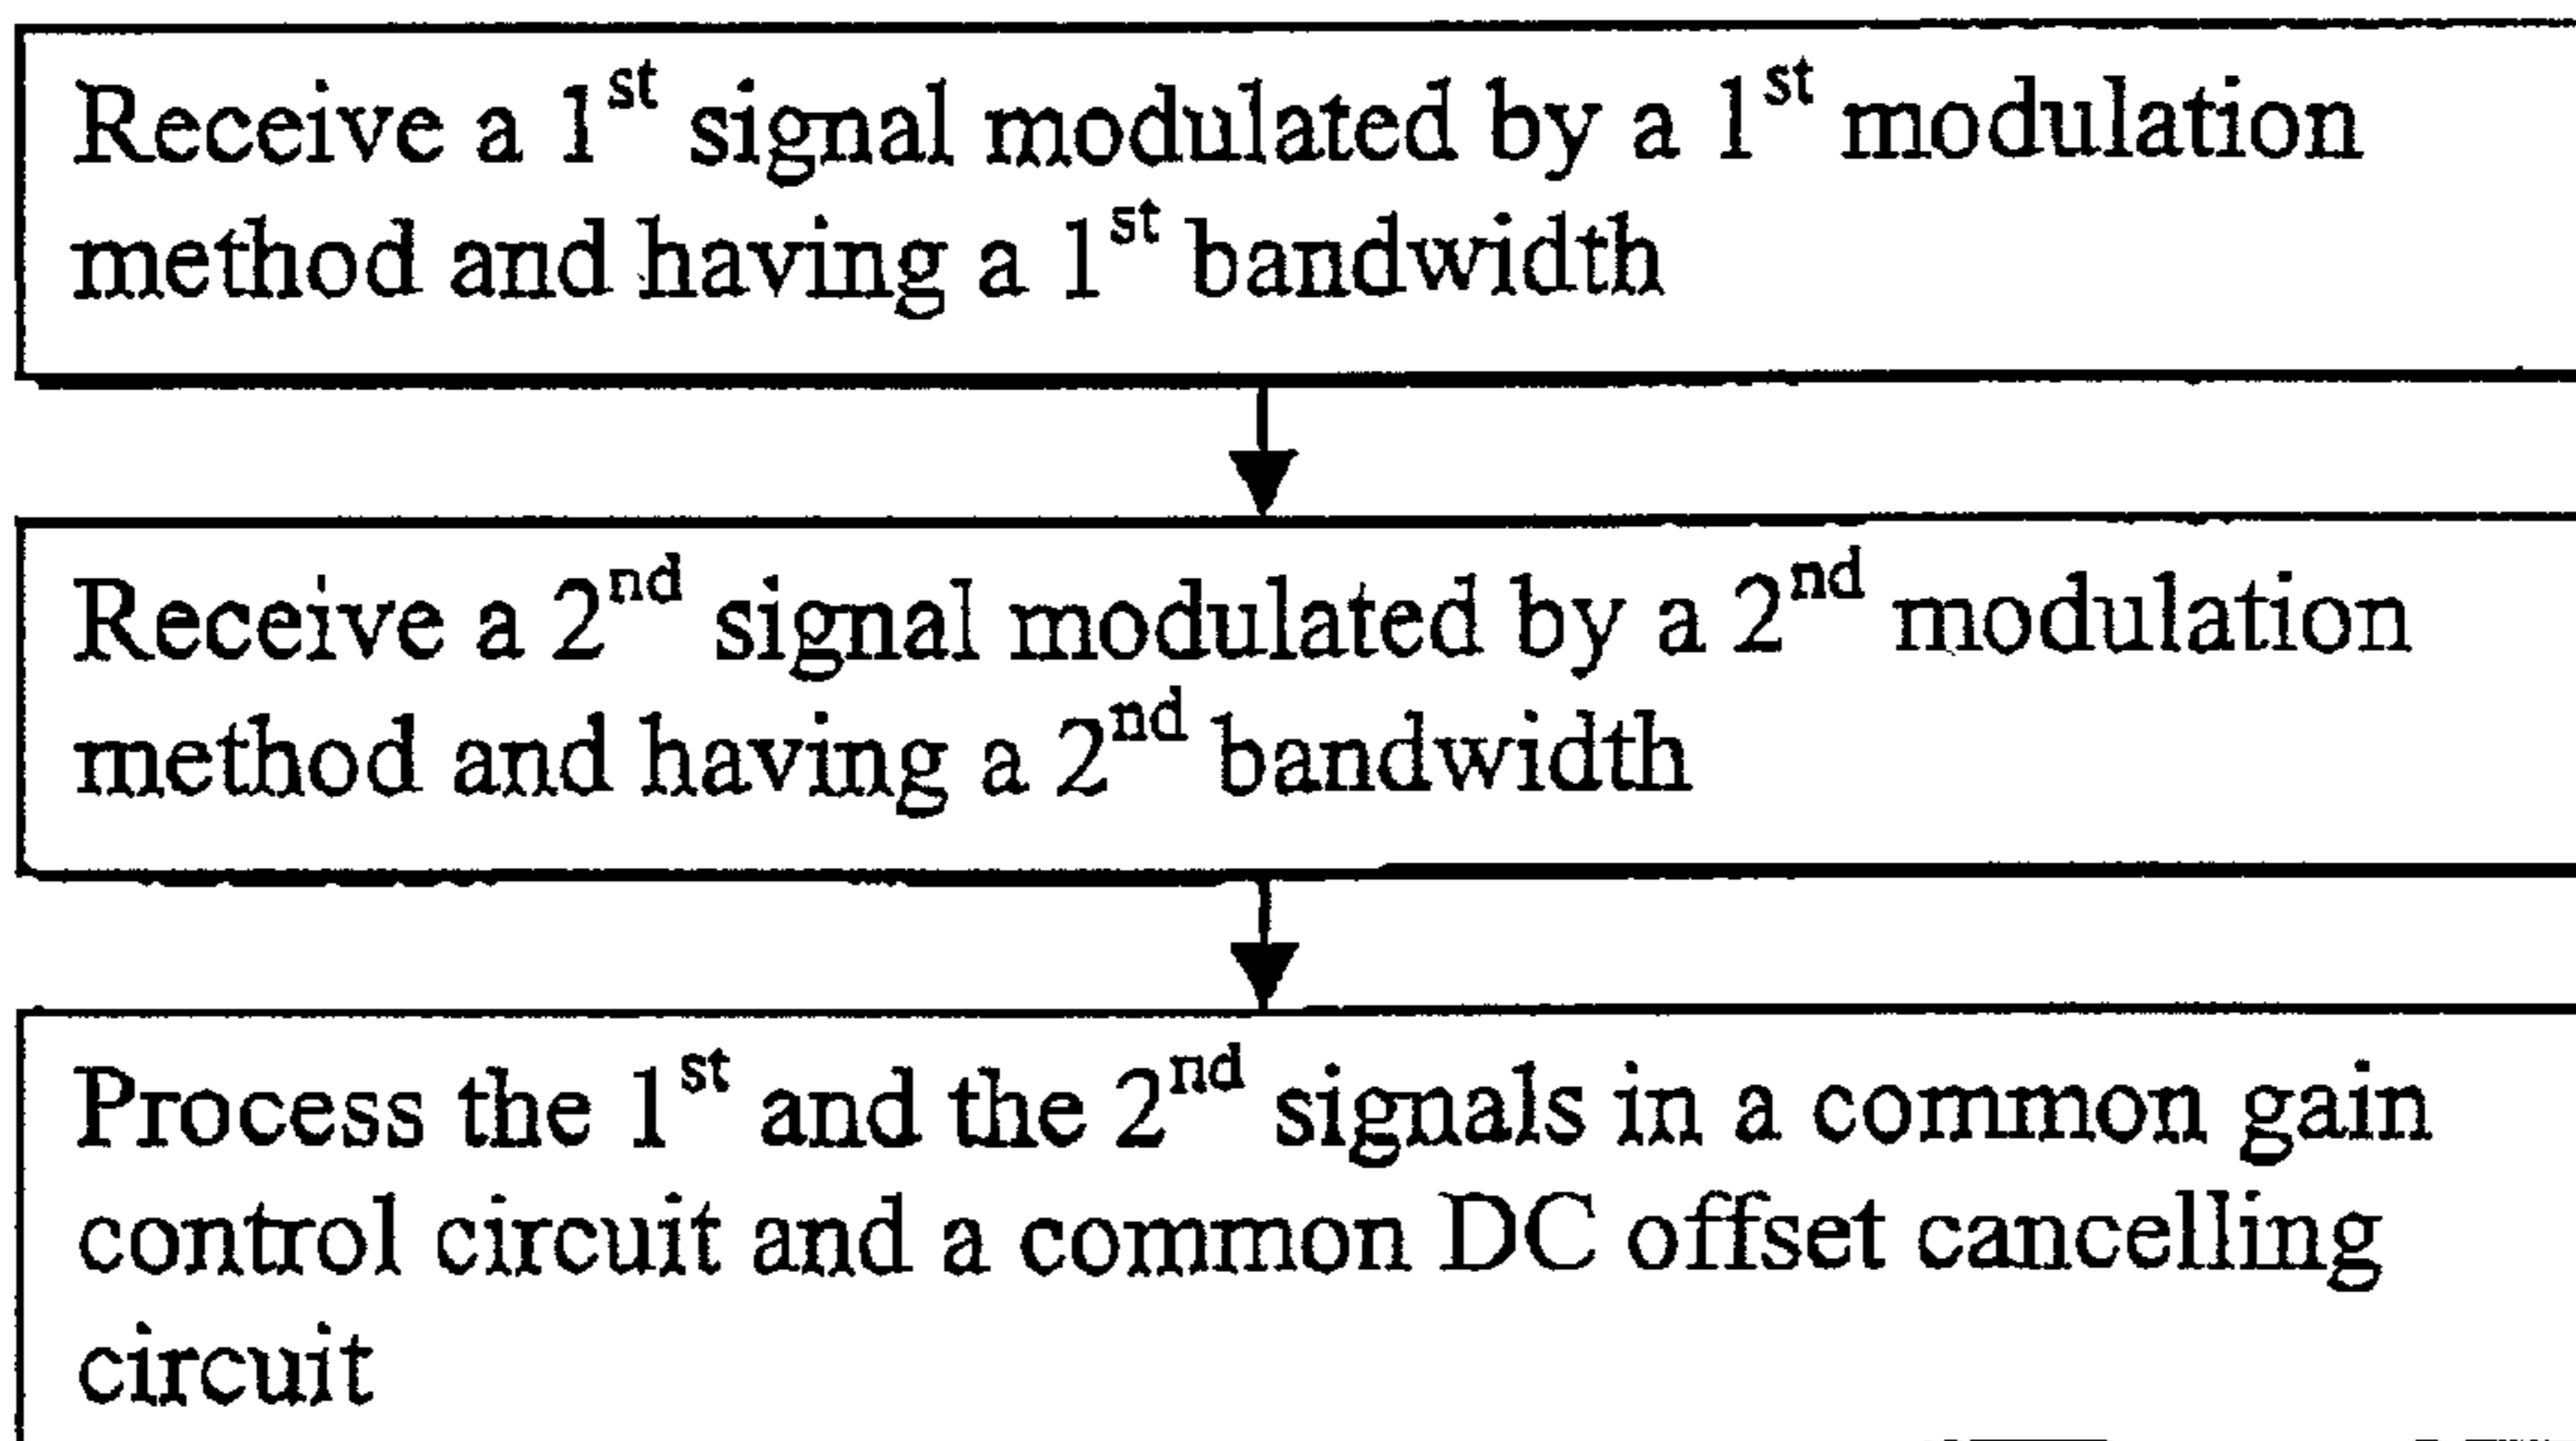 Receive a 1st signal modulated by a 1st modulation
method and having a 1st bandwidth
Receive a 2nd signal modulated by a 2nd modulation
method and having a 2nd bandwidth
Process the 1st and the 2nd signals in a common gain
control circuit and a common DC offset cancelling
circuit